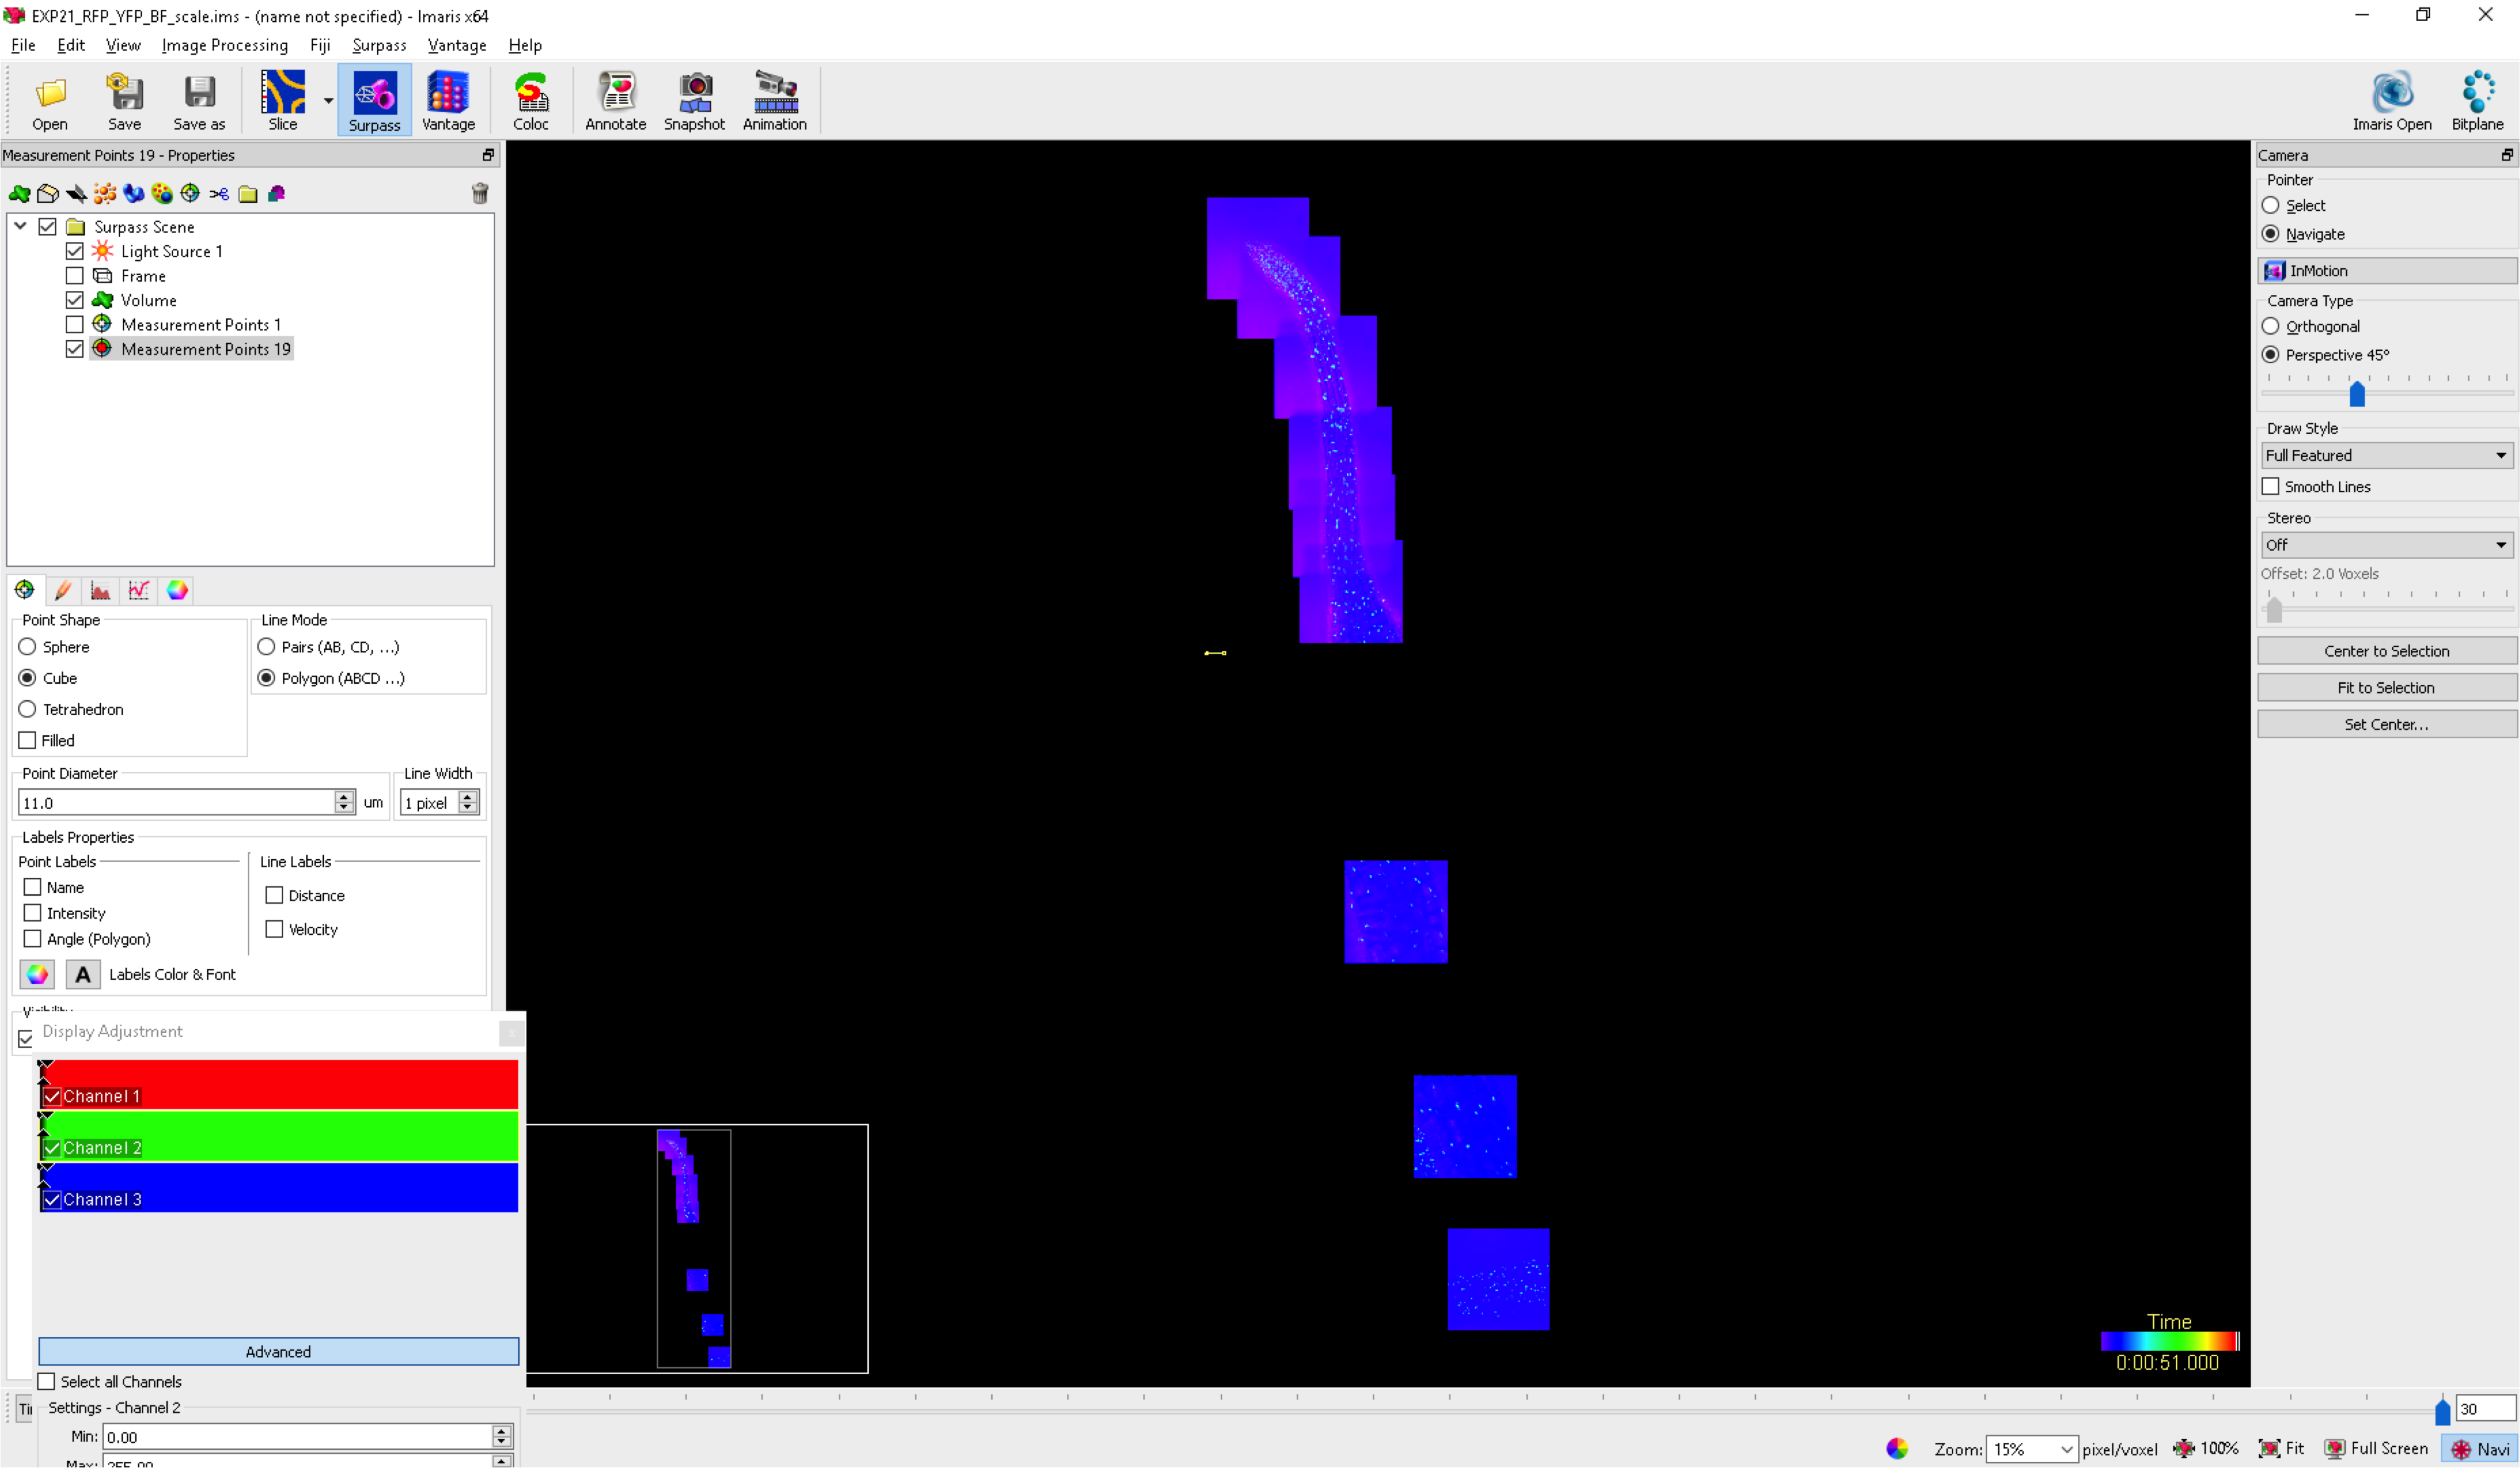 EXP21_RFP_YFP_BF_scale.ims - (name not specified) - Imaris x64
File Edit View Image Processing Fiji Surpass Vantage Help
Open Save Save as Slice Surpass Vantage Coloc Annotate Snapshot Animation Imaris Open Bitplane
Measurement Points 19 - Properties
Surpass Scene
Light Source 1
Frame
Volume
Measurement Points 1
Measurement Points 19
Point Shape
Sphere
Cube
Tetrahedron
Filled
Line Mode
Pairs (AB, CD, ...)
Polygon (ABCD ...)
Point Diameter
11.0 um
Line Width
1 pixel
Labels Properties
Point Labels
Name
Intensity
Angle (Polygon)
Line Labels
Distance
Velocity
A Labels Color & Font
Visibility
Display Adjustment
Channel 1
Channel 2
Channel 3
Advanced
Select all Channels
Settings - Channel 2
Min: 0.00
Max: 255.00
Time
0:00:51.000
Camera
Pointer
Select
Navigate
InMotion
Camera Type
Orthogonal
Perspective 45°
Draw Style
Full Featured
Smooth Lines
Stereo
Off
Offset: 2.0 Voxels
Center to Selection
Fit to Selection
Set Center...
30
Zoom: 15% pixel/voxel 100% Fit Full Screen Navi